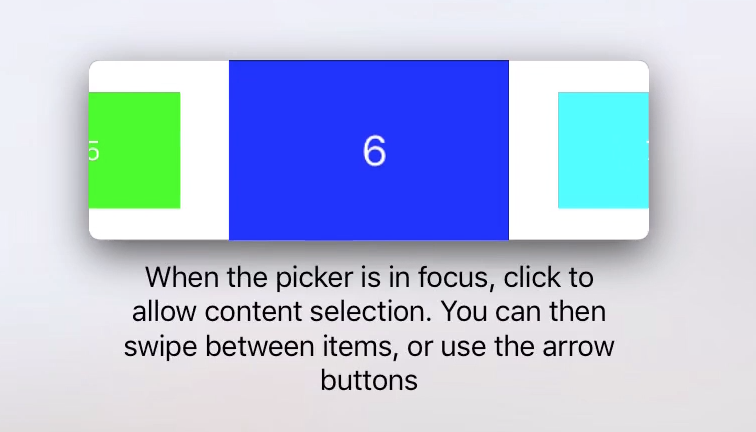 5 6
When the picker is in focus, click to
allow content selection. You can then
swipe between items, or use the arrow
buttons